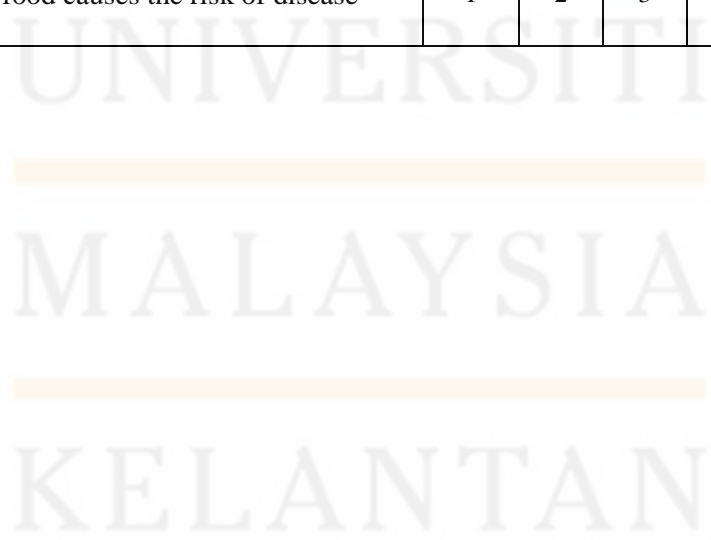 food causes the risk of disease 1 2 3
UNIVERSITI
MALAYSIA
KELANTAN